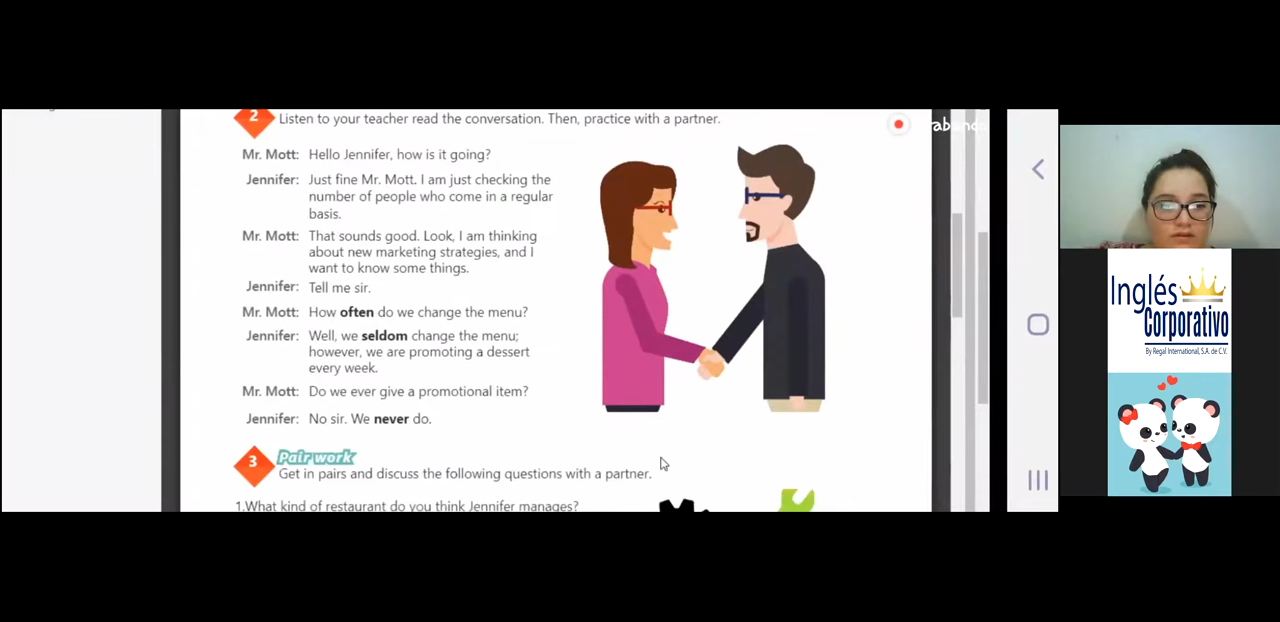 2
Listen to your teacher read the conversation. Then, practice with a partner.
Mr. Mott: Hello Jennifer, how is it going?
Jennifer: Just fine Mr. Mott. I am just checking the
number of people who come in a regular
basis.
Mr. Mott: That sounds good. Look, I am thinking
about new marketing strategies, and I
want to know some things.
Jennifer: Tell me sir.
Mr. Mott: How often do we change the menu?
Jennifer: Well, we seldom change the menu;
however, we are promoting a dessert
every week.
Mr. Mott: Do we ever give a promotional item?
Jennifer: No sir. We never do.
3
Pair work
Get in pairs and discuss the following questions with a partner.
1.What kind of restaurant do you think Jennifer manages?
Inglés
Corporativo
By Regal International, S.A. de C.V.